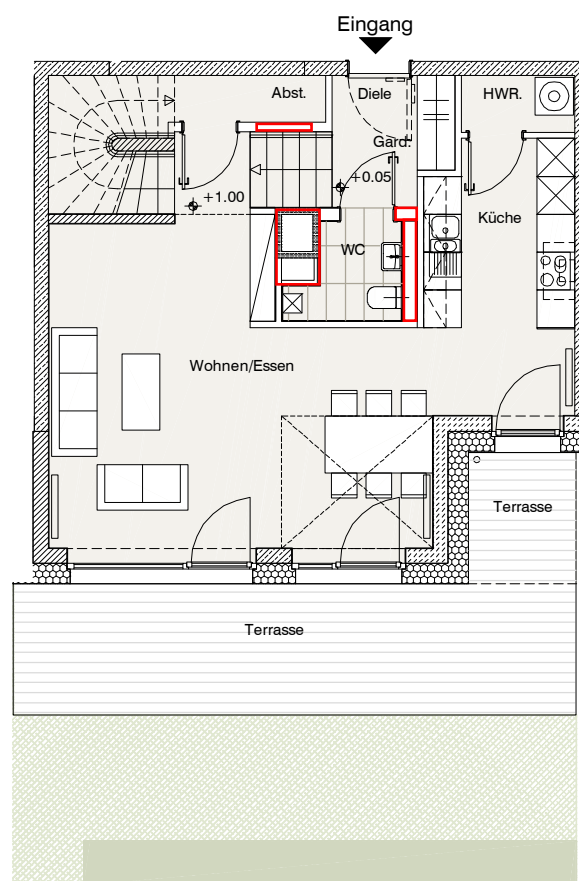 Eingang
Abst.
Diele
HWR.
Gard.
+0.05
+1.00
Küche
WC
Wohnen/Essen
Terrasse
Terrasse